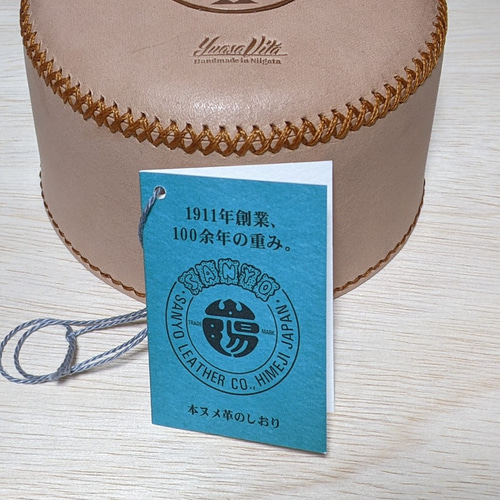 Yuasa Vita
Handmade in Niigata
1911年創業、
100余年の重み。
SANYO
陽
TRADE MARK
SANYO LEATHER CO., HIMEJI JAPAN
本ヌメ革のしおり